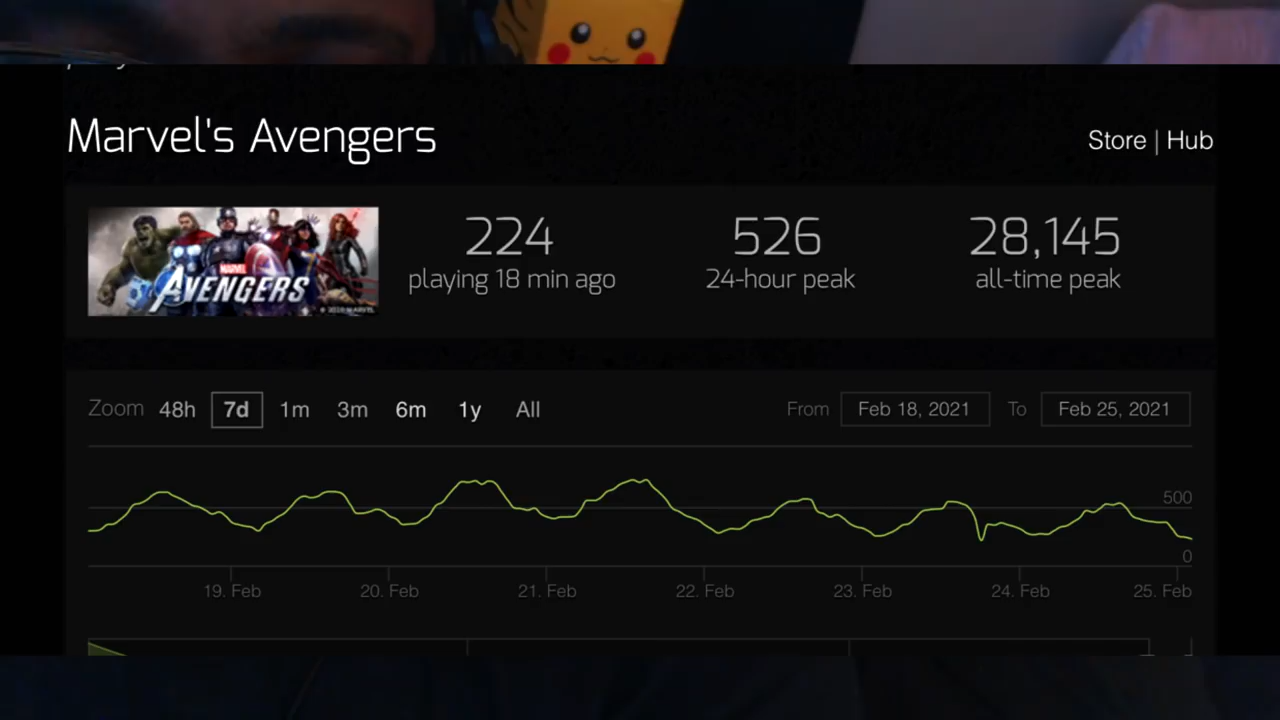 Marvel's Avengers
Store | Hub
MARVEL
AVENGERS
224
playing 18 min ago
526
24-hour peak
28,145
all-time peak
Zoom 48h 7d 1m 3m 6m 1y All
From Feb 18, 2021 To Feb 25, 2021
500
0
19. Feb 20. Feb 21. Feb 22. Feb 23. Feb 24. Feb 25. Feb